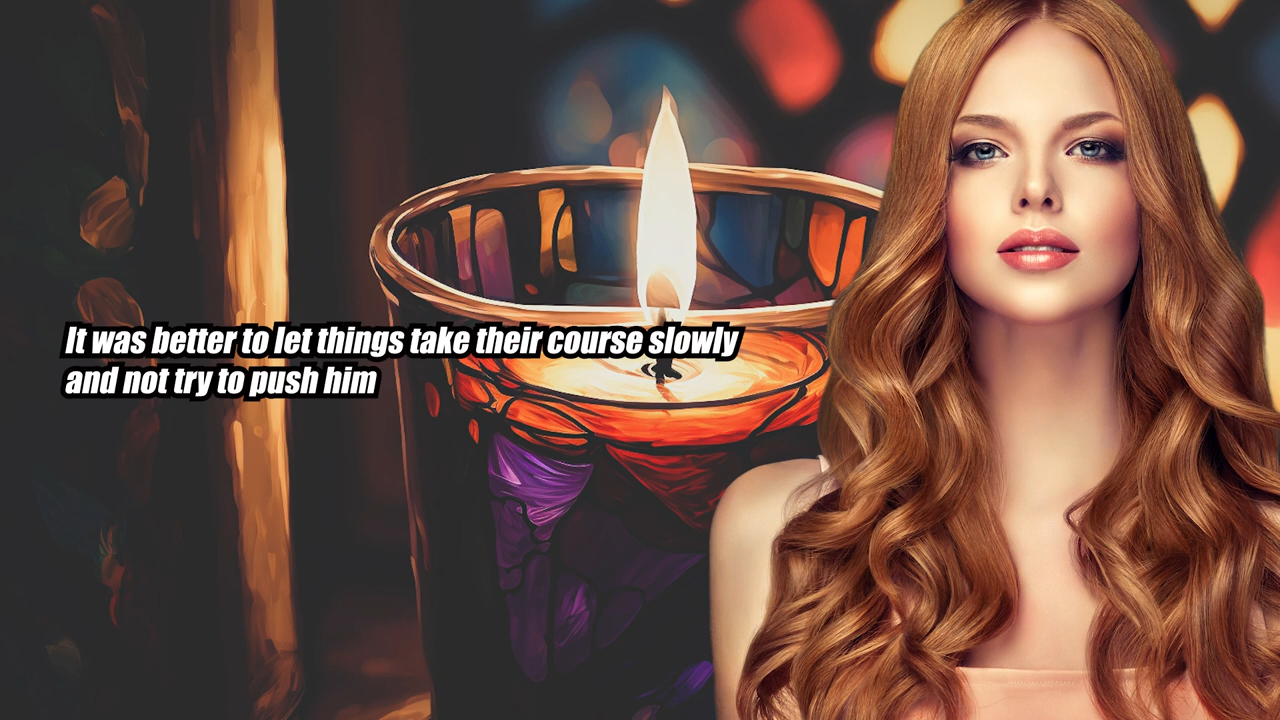 It was better to let things take their course slowly
and not try to push him